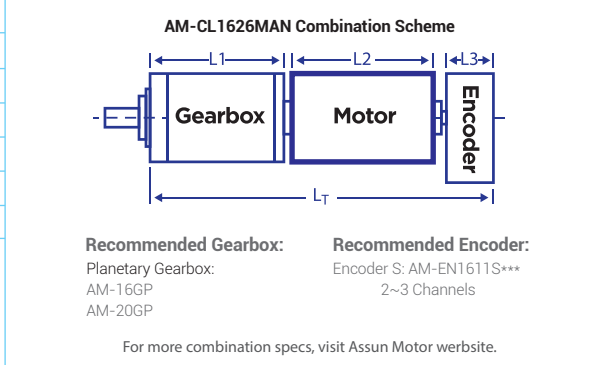 AM-CL1626MAN Combination Scheme
L1
L2
L3
Gearbox
Motor
Encoder
LT
Recommended Gearbox:
Planetary Gearbox:
AM-16GP
AM-20GP
Recommended Encoder:
Encoder S: AM-EN1611S***
2~3 Channels
For more combination specs, visit Assun Motor werbsite.